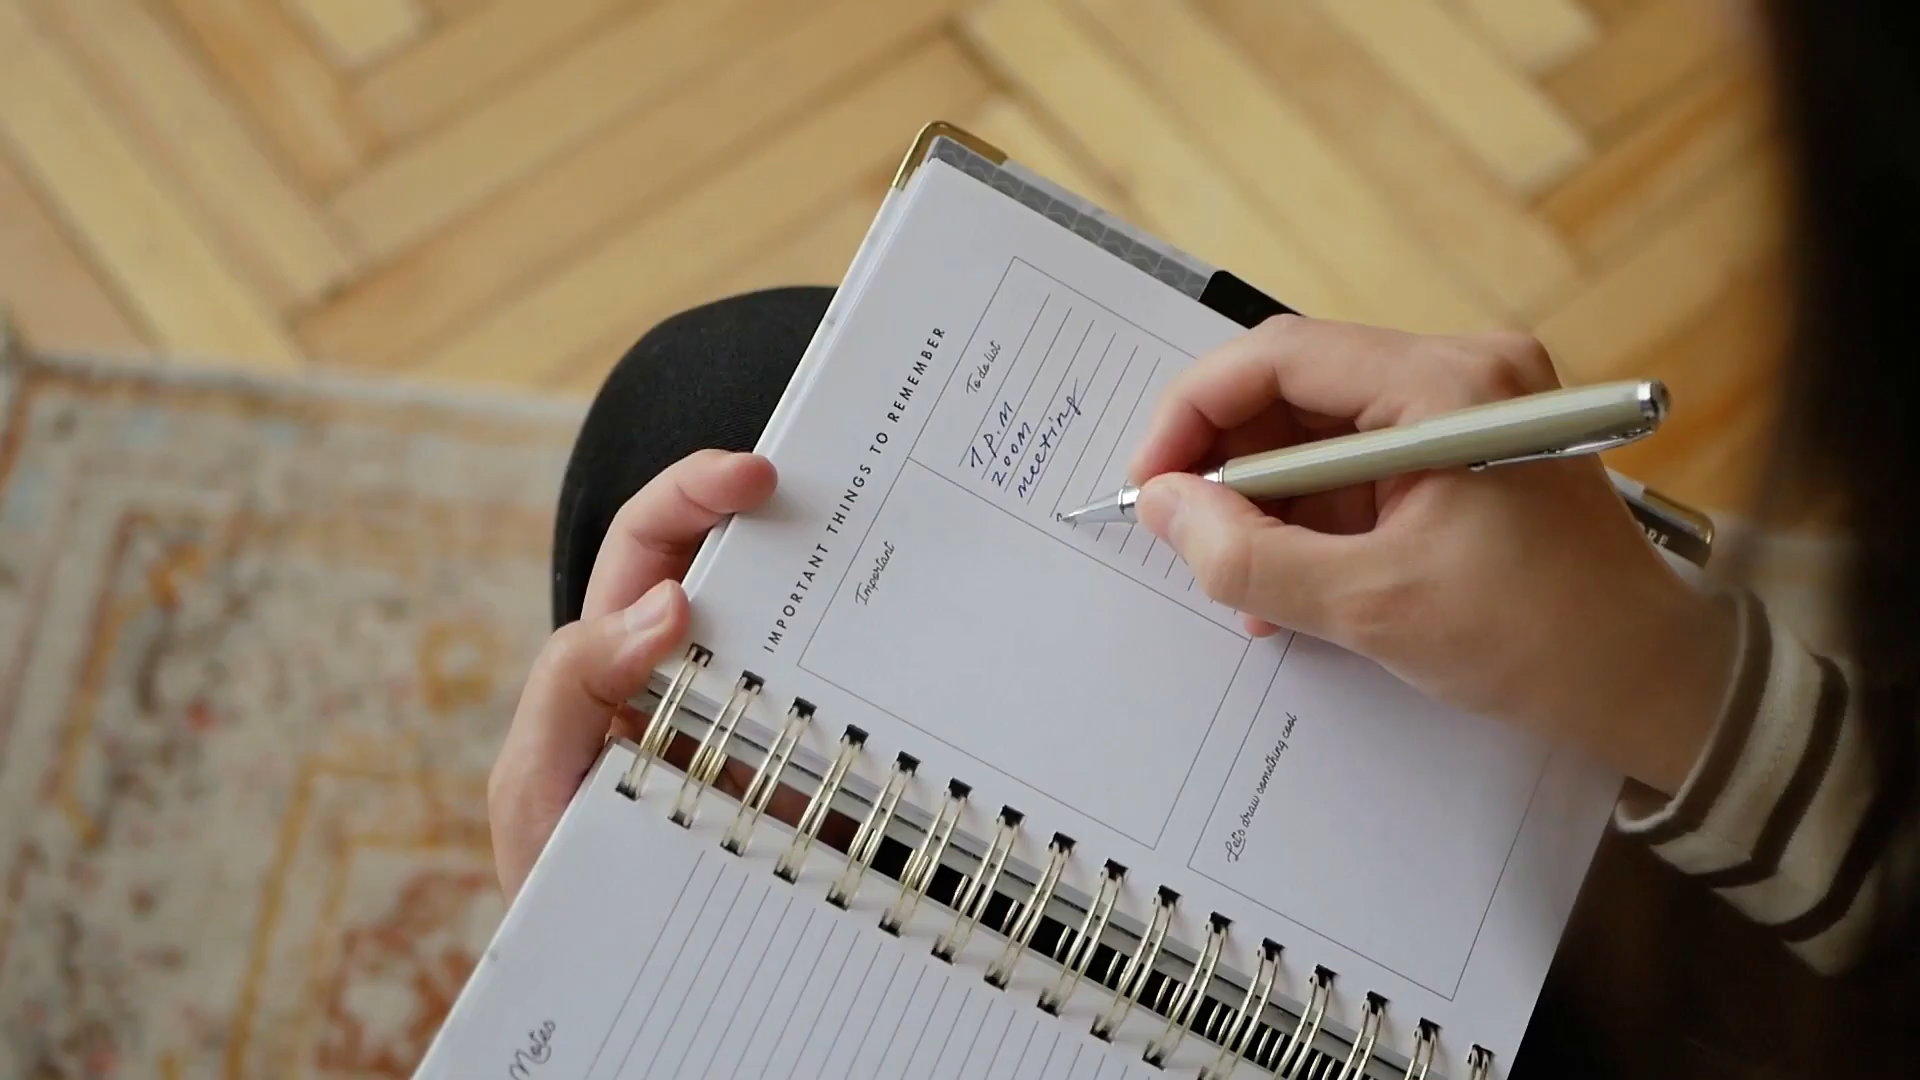 IMPORTANT THINGS TO REMEMBER
To do list
1 P.M
ZOOM
meeting
Important
Let's draw something cool
Notes